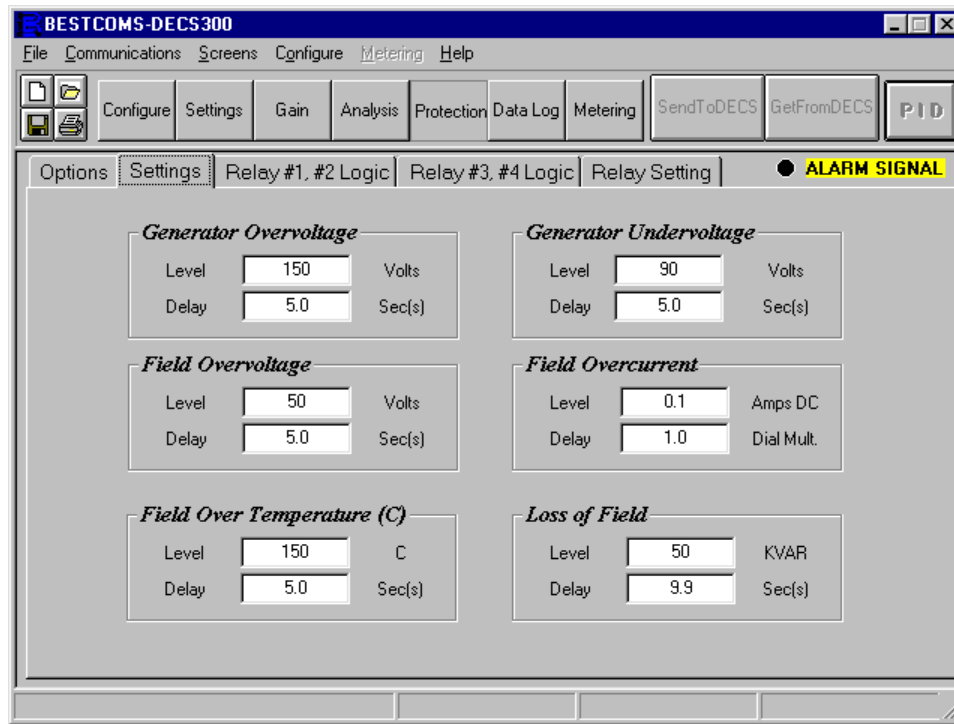 BESTCOMS-DECS300
File Communications Screens Configure Metering Help
Configure Settings Gain Analysis Protection Data Log Metering SendToDECS GetFromDECS PID
Options Settings Relay #1, #2 Logic Relay #3, #4 Logic Relay Setting ALARM SIGNAL
Generator Overvoltage
Level 150 Volts
Delay 5.0 Sec(s)
Generator Undervoltage
Level 90 Volts
Delay 5.0 Sec(s)
Field Overvoltage
Level 50 Volts
Delay 5.0 Sec(s)
Field Overcurrent
Level 0.1 Amps DC
Delay 1.0 Dial Mult.
Field Over Temperature (C)
Level 150 C
Delay 5.0 Sec(s)
Loss of Field
Level 50 KVAR
Delay 9.9 Sec(s)